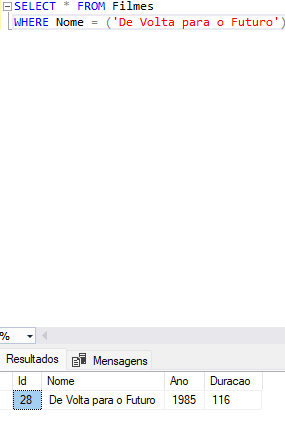 SELECT * FROM Filmes
WHERE Nome = ('De Volta para o Futuro')
%
Resultados Mensagens
Id Nome Ano Duracao
28 De Volta para o Futuro 1985 116